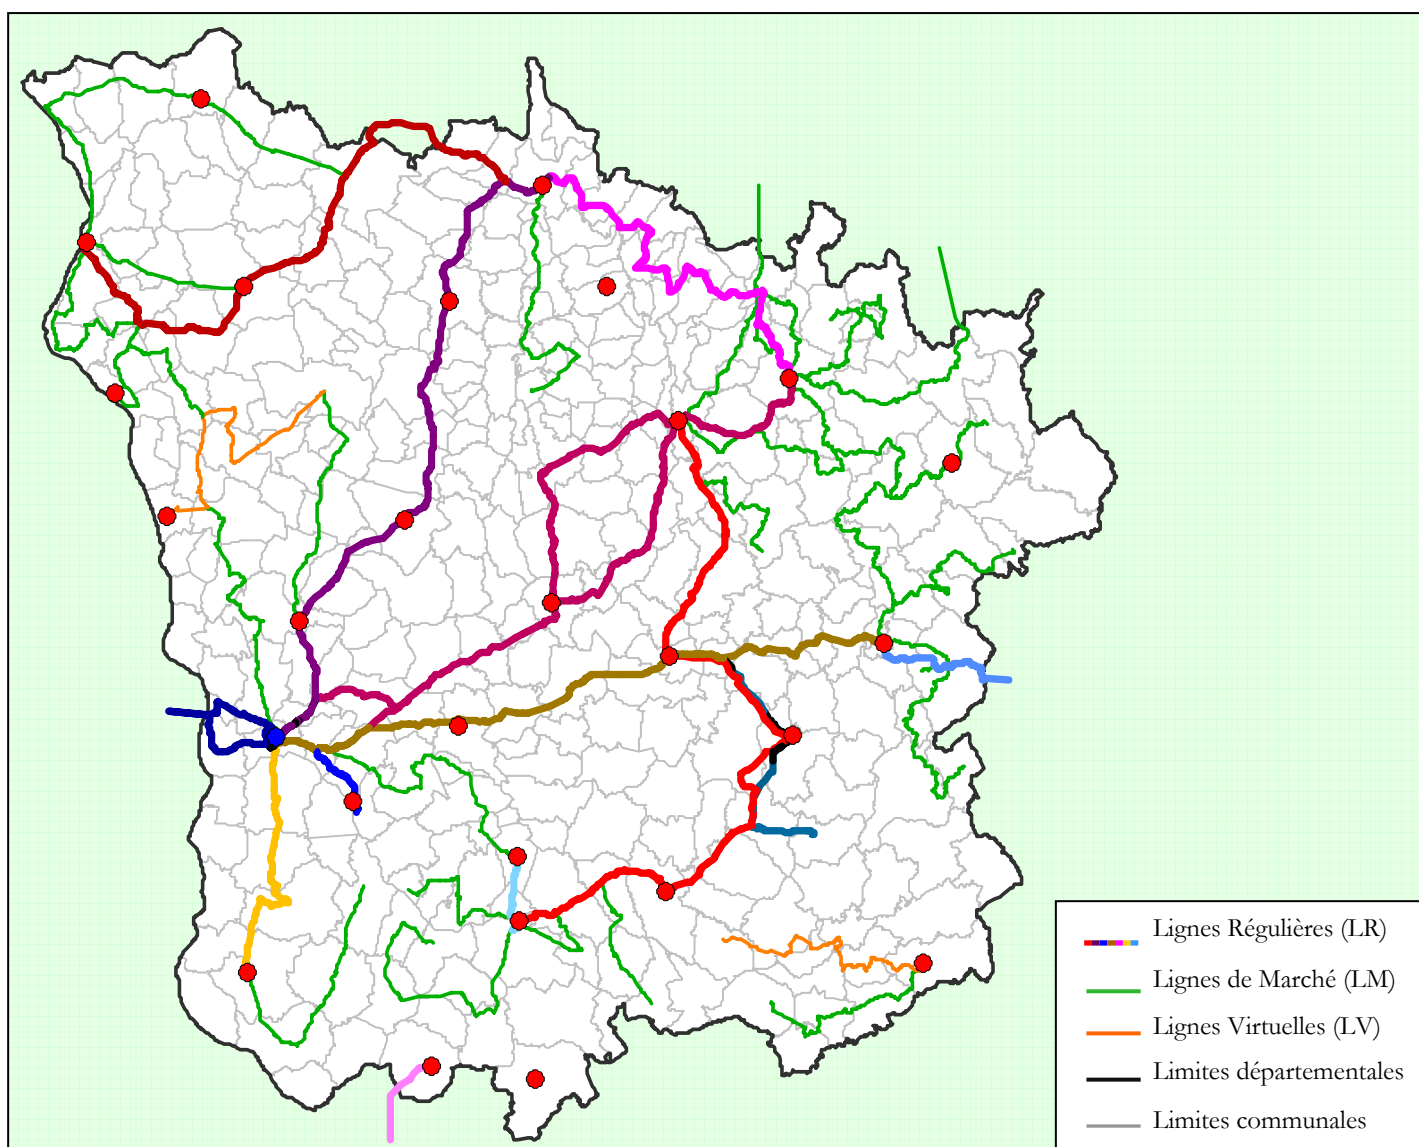 Lignes Régulières (LR)
Lignes de Marché (LM)
Lignes Virtuelles (LV)
Limites départementales
Limites communales